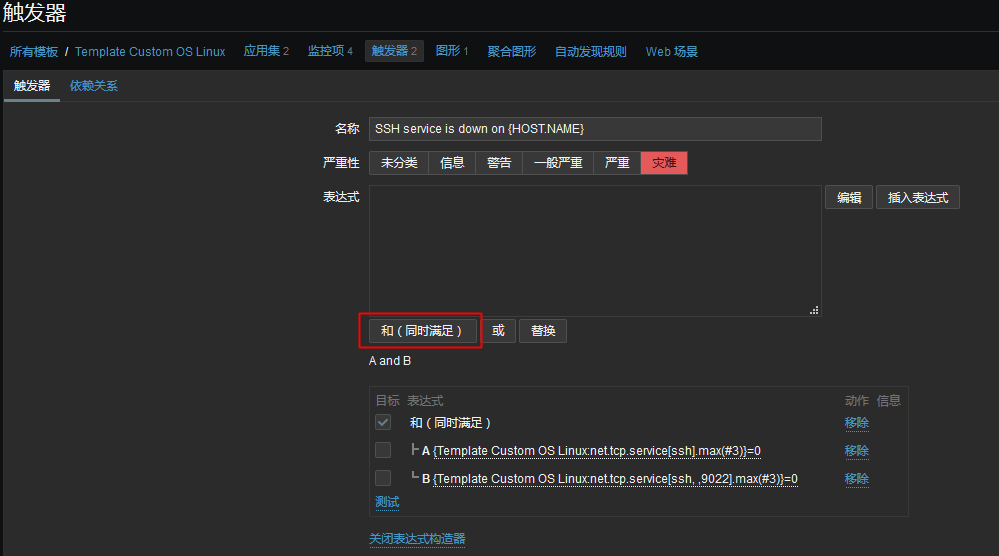 触发器
所有模板 / Template Custom OS Linux 应用集 2 监控项 4 触发器 2 图形 1 聚合图形 自动发现规则 Web 场景
触发器 依赖关系
名称 SSH service is down on {HOST.NAME}
严重性 未分类 信息 警告 一般严重 严重 灾难
表达式 编辑 插入表达式
和 ( 同时满足 ) 或 替换
A and B
目标 表达式 动作 信息
和 ( 同时满足 ) 移除
A {Template Custom OS Linux:net.tcp.service[ssh].max(#3)}=0 移除
B {Template Custom OS Linux:net.tcp.service[ssh, ,9022].max(#3)}=0 移除
测试
关闭表达式构造器